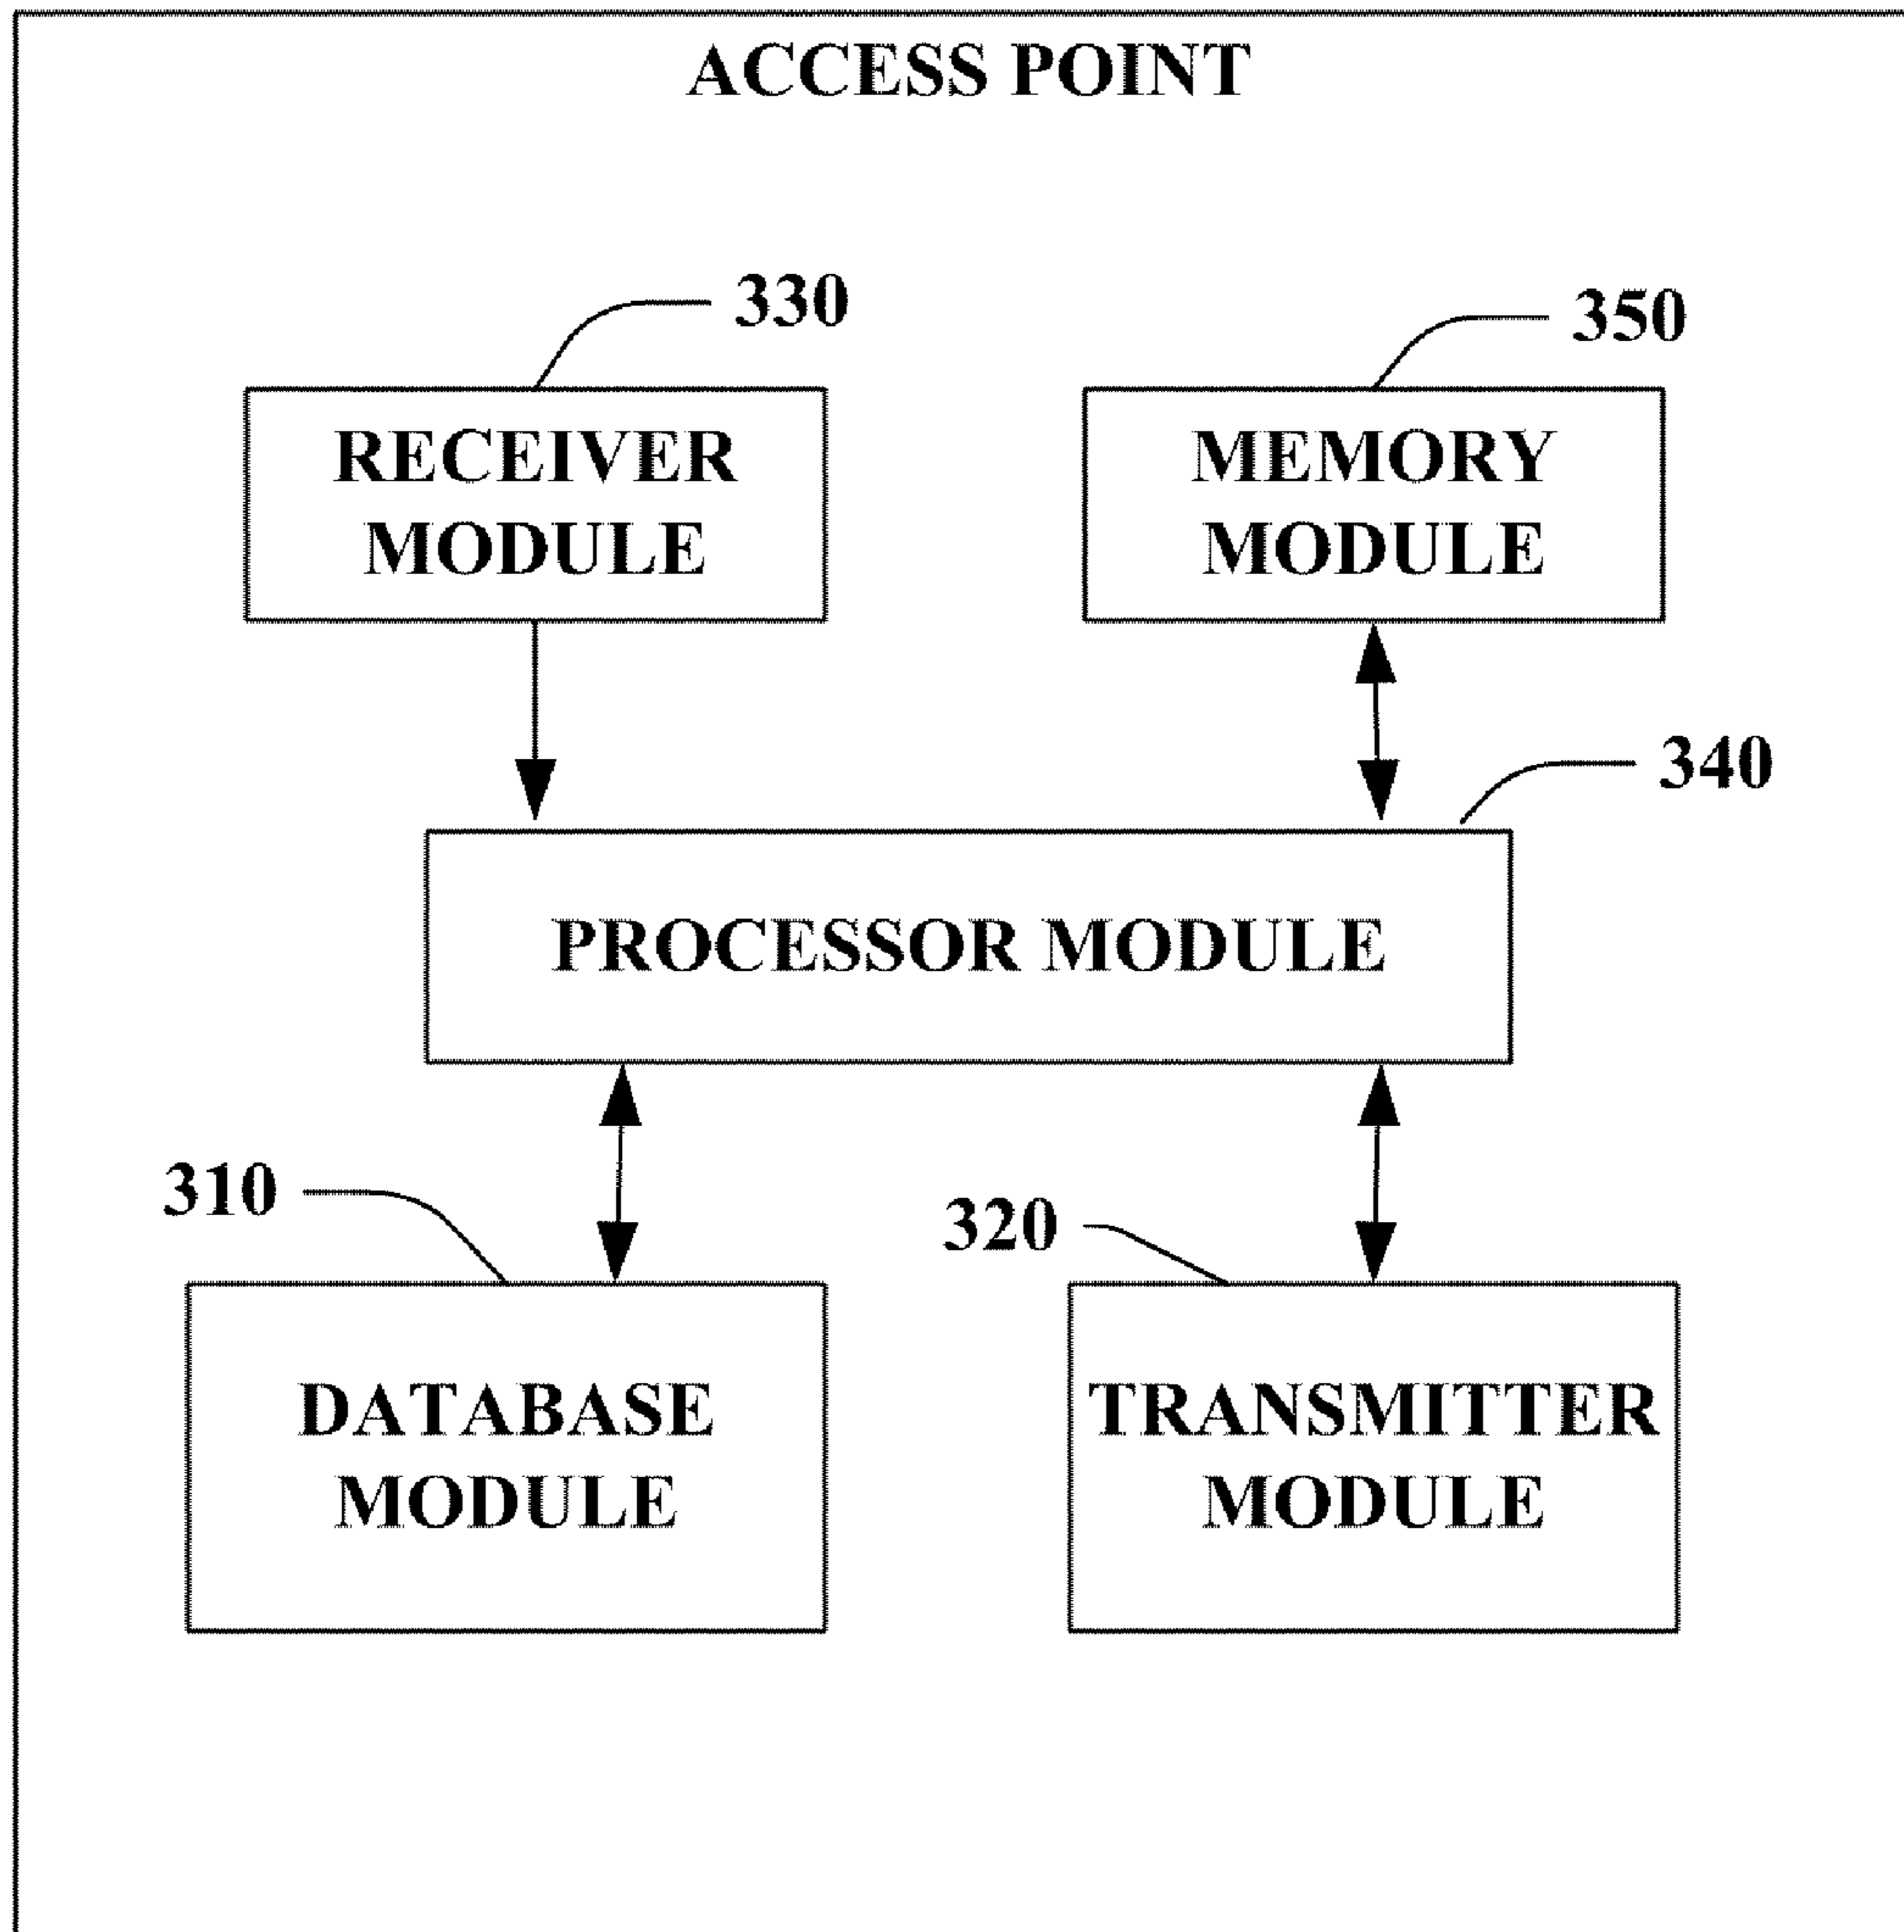 ACCESS POINT
330
350
RECEIVER
MODULE
MEMORY
MODULE
340
PROCESSOR MODULE
310
320
DATABASE
MODULE
TRANSMITTER
MODULE